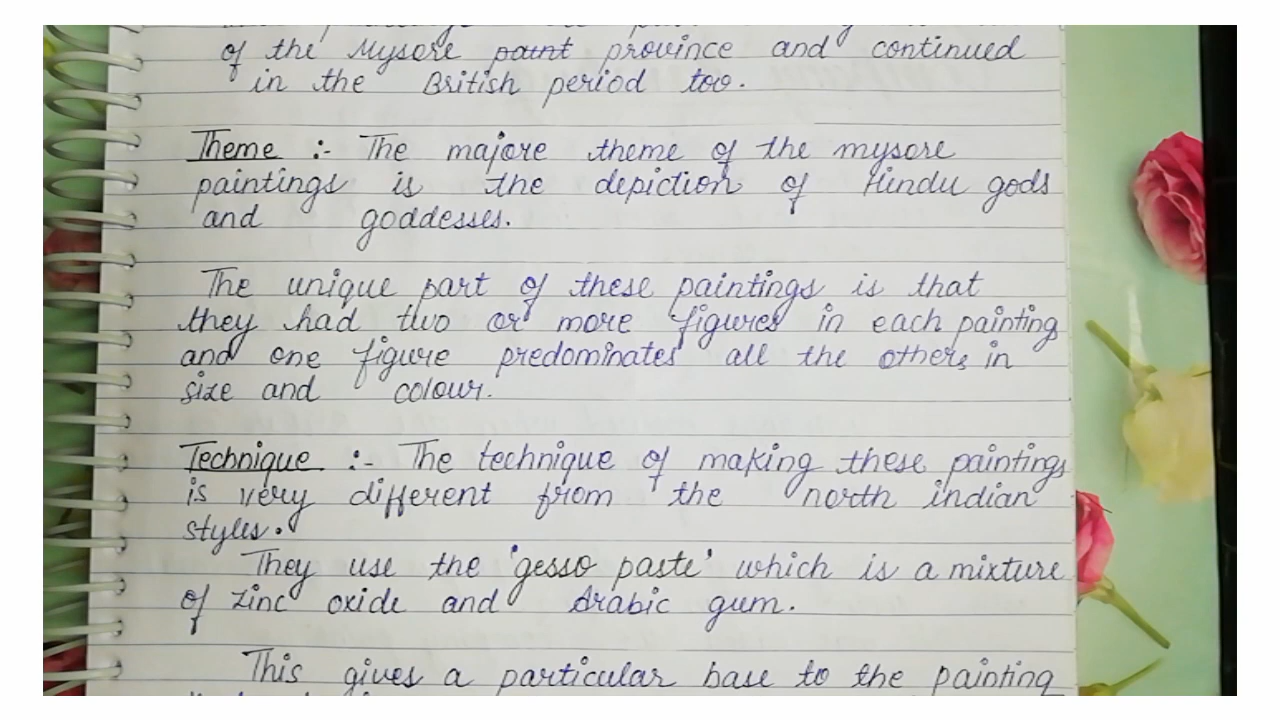 of the Mysore paint province and continued
in the British period too.
Theme :- The majore theme of the mysore
paintings is the depiction of Hindu gods
and goddesses.
The unique part of these paintings is that
they had two or more figures in each painting
and one figure predominates all the others in
size and colour.
Technique :- The technique of making these paintings
is very different from the north indian
styles.
They use the 'gesso paste' which is a mixture
of zinc oxide and Arabic gum.
This gives a particular base to the painting